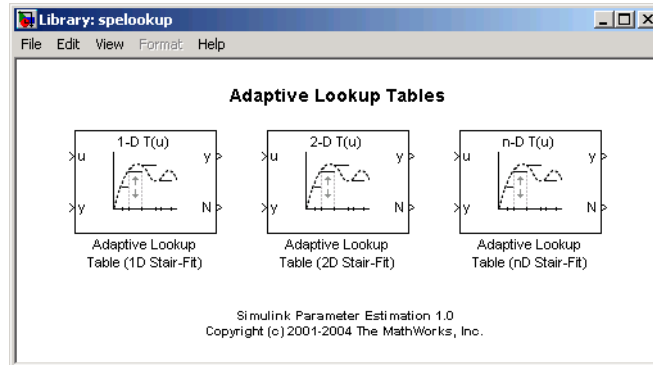 Library: spelookup
File Edit View Format Help
Adaptive Lookup Tables
1-D T(u) 2-D T(u) n-D T(u)
u y u y u y
y N y N y N
Adaptive Lookup Adaptive Lookup Adaptive Lookup
Table (1D Stair-Fit) Table (2D Stair-Fit) Table (nD Stair-Fit)
Simulink Parameter Estimation 1.0
Copyright (c) 2001-2004 The MathWorks, Inc.